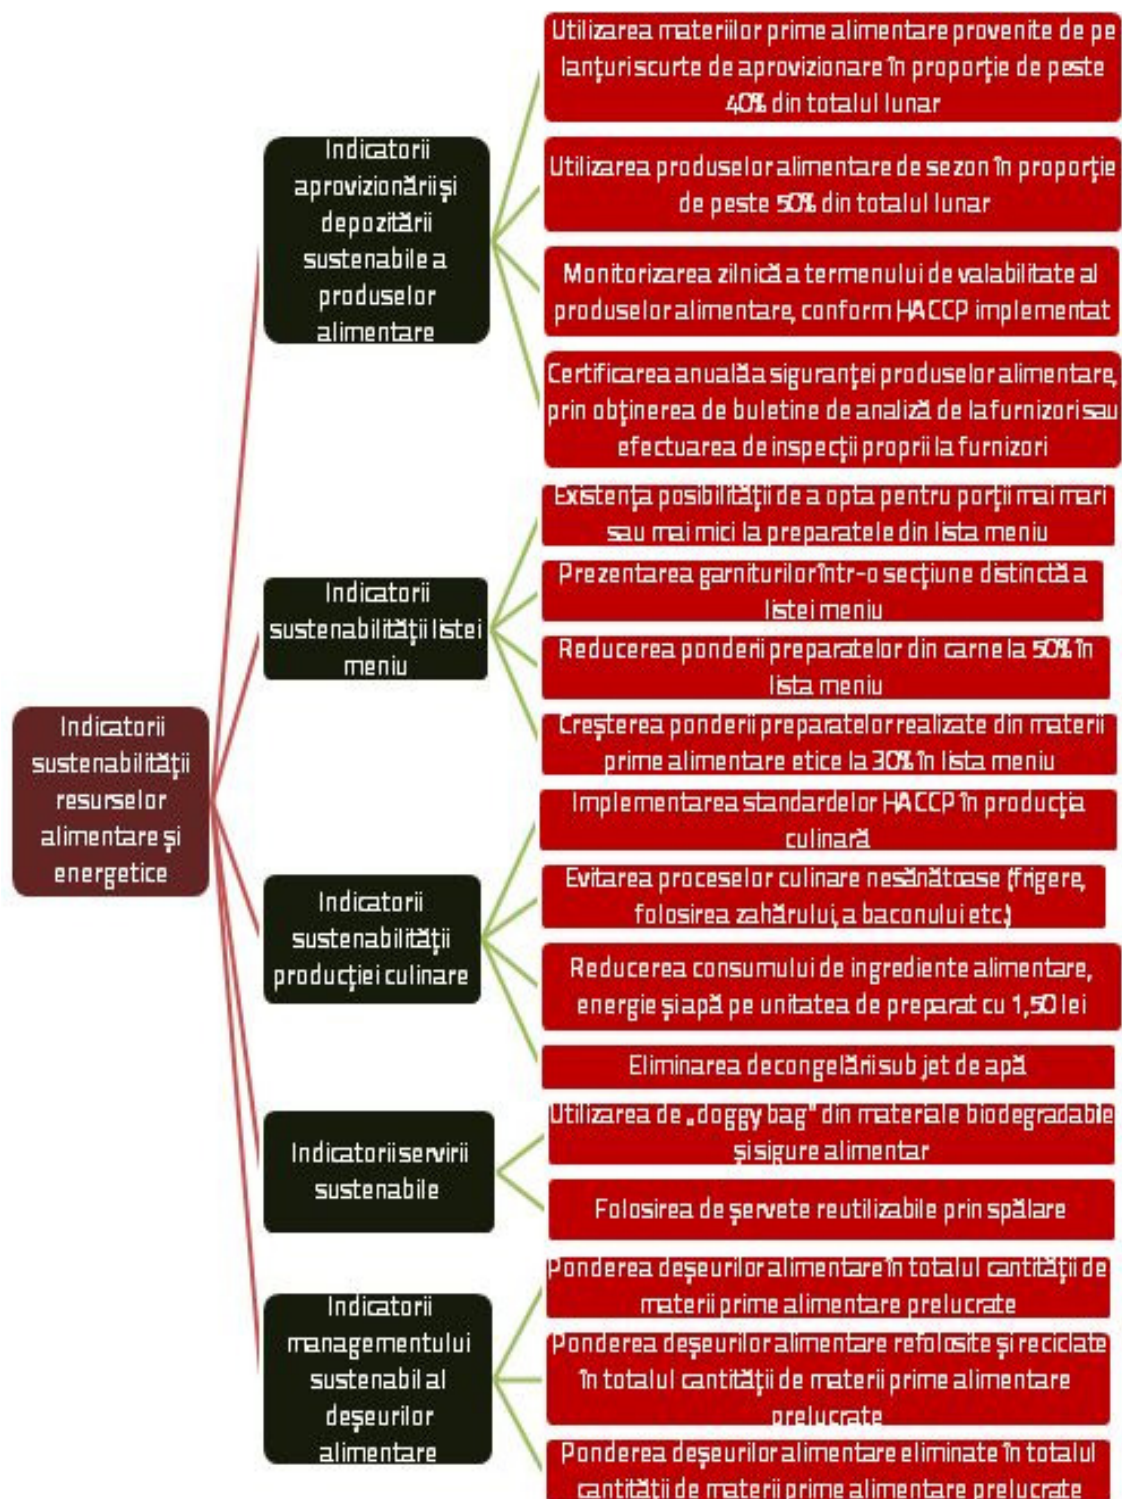 Indicatorii
sustenabilității
resurselor
alimentare și
energetice
Indicatorii
aprovizionării și
depozitării
sustenabile a
produselor
alimentare
Utilizarea materiilor prime alimentare provenite de pe
lanțuri scurte de aprovizionare în proporție de peste
40% din totalul lunar
Utilizarea produselor alimentare de sezon în proporție
de peste 50% din totalul lunar
Monitorizarea zilnică a termenului de valabilitate al
produselor alimentare, conform HACCP implementat
Certificarea anuală a siguranței produselor alimentare,
prin obținerea de buletine de analiză de la furnizori sau
efectuarea de inspecții proprii la furnizori
Indicatorii
sustenabilității listei
meniu
Existența posibilității de a opta pentru porții mai mari
sau mai mici la preparatele din lista meniu
Prezentarea garniturilor într-o secțiune distinctă a
listei meniu
Reducerea ponderii preparatelor din carne la 50% în
lista meniu
Creșterea ponderii preparatelor realizate din materii
prime alimentare etice la 30% în lista meniu
Indicatorii
sustenabilității
producției culinare
Implementarea standardelor HACCP în producția
culinară
Evitarea proceselor culinare nesănătoase (frigere,
folosirea zahărului, a baconului etc.)
Reducerea consumului de ingrediente alimentare,
energie și apă pe unitatea de preparat cu 1,50 lei
Eliminarea decongelării sub jet de apă
Indicatorii servirii
sustenabile
Utilizarea de „doggy bag" din materiale biodegradabile
și sigure alimentar
Folosirea de șervete reutilizabile prin spălare
Indicatorii
managementului
sustenabil al
deșeurilor
alimentare
Ponderea deșeurilor alimentare în totalul cantității de
materii prime alimentare prelucrate
Ponderea deșeurilor alimentare refolosite și reciclate
în totalul cantității de materii prime alimentare
prelucrate
Ponderea deșeurilor alimentare eliminate în totalul
cantității de materii prime alimentare prelucrate